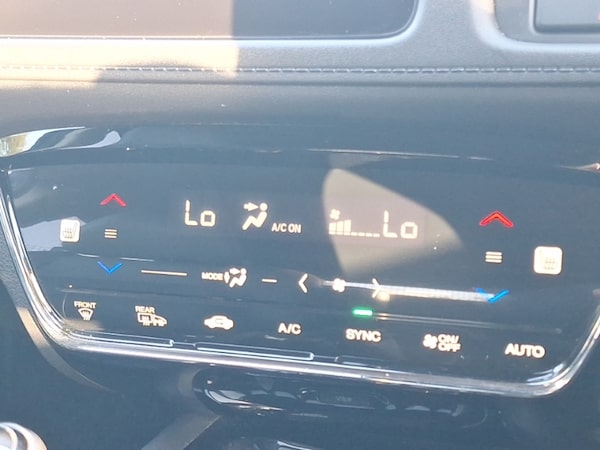 Lo A/C ON Lo
MODE
FRONT REAR A/C SYNC ON/OFF AUTO